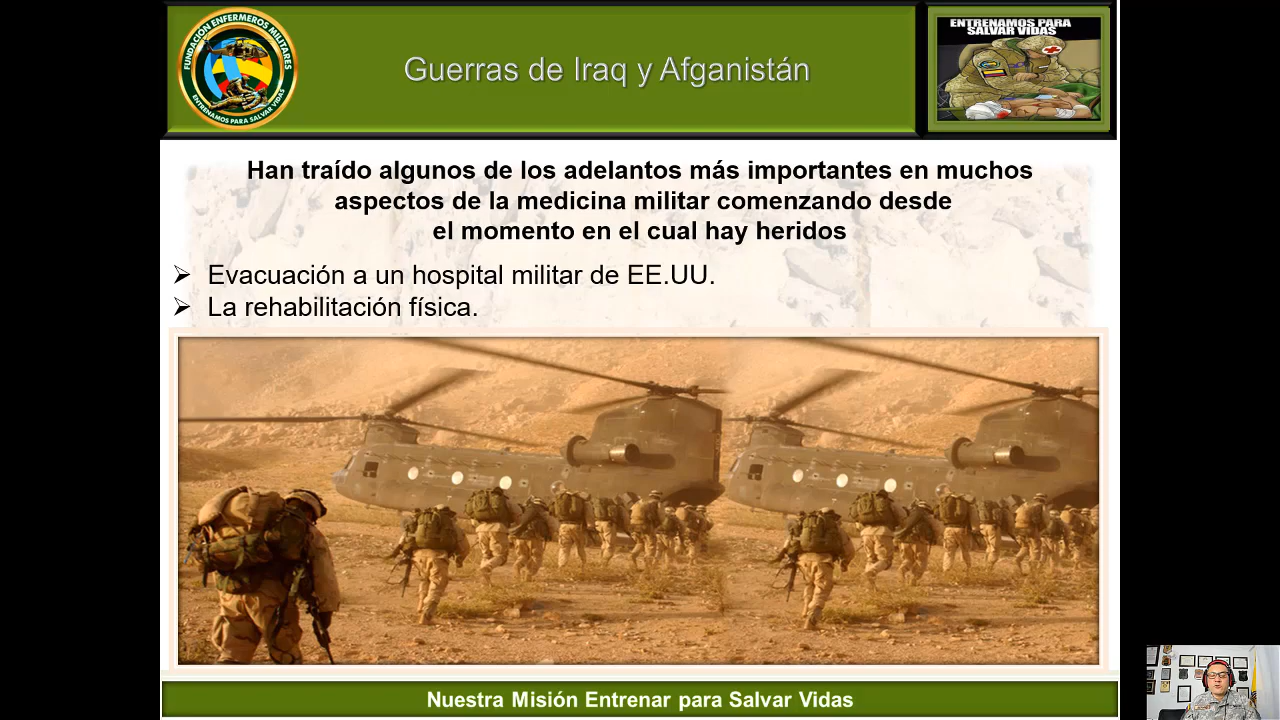 FUNDACIÓN ENFERMEROS MILITARES
ENTRENAMOS PARA SALVAR VIDAS
Guerras de Iraq y Afganistán
ENTRENAMOS PARA
SALVAR VIDAS
Han traído algunos de los adelantos más importantes en muchos
aspectos de la medicina militar comenzando desde
el momento en el cual hay heridos
Evacuación a un hospital militar de EE.UU.
La rehabilitación física.
Nuestra Misión Entrenar para Salvar Vidas